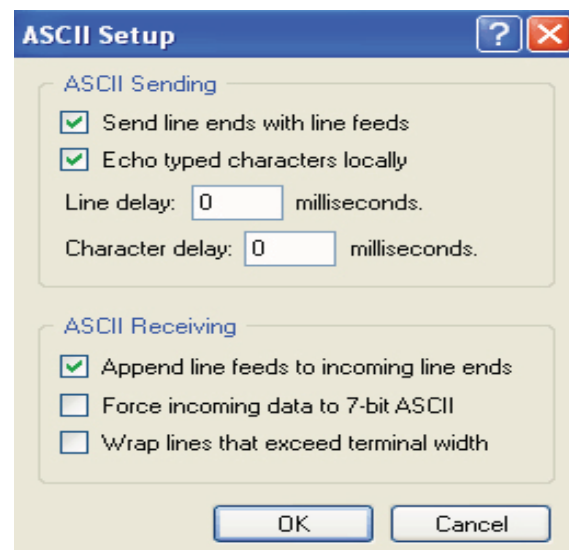 ASCII Setup
ASCII Sending
Send line ends with line feeds
Echo typed characters locally
Line delay: 0 milliseconds.
Character delay: 0 milliseconds.
ASCII Receiving
Append line feeds to incoming line ends
Force incoming data to 7-bit ASCII
Wrap lines that exceed terminal width
OK Cancel